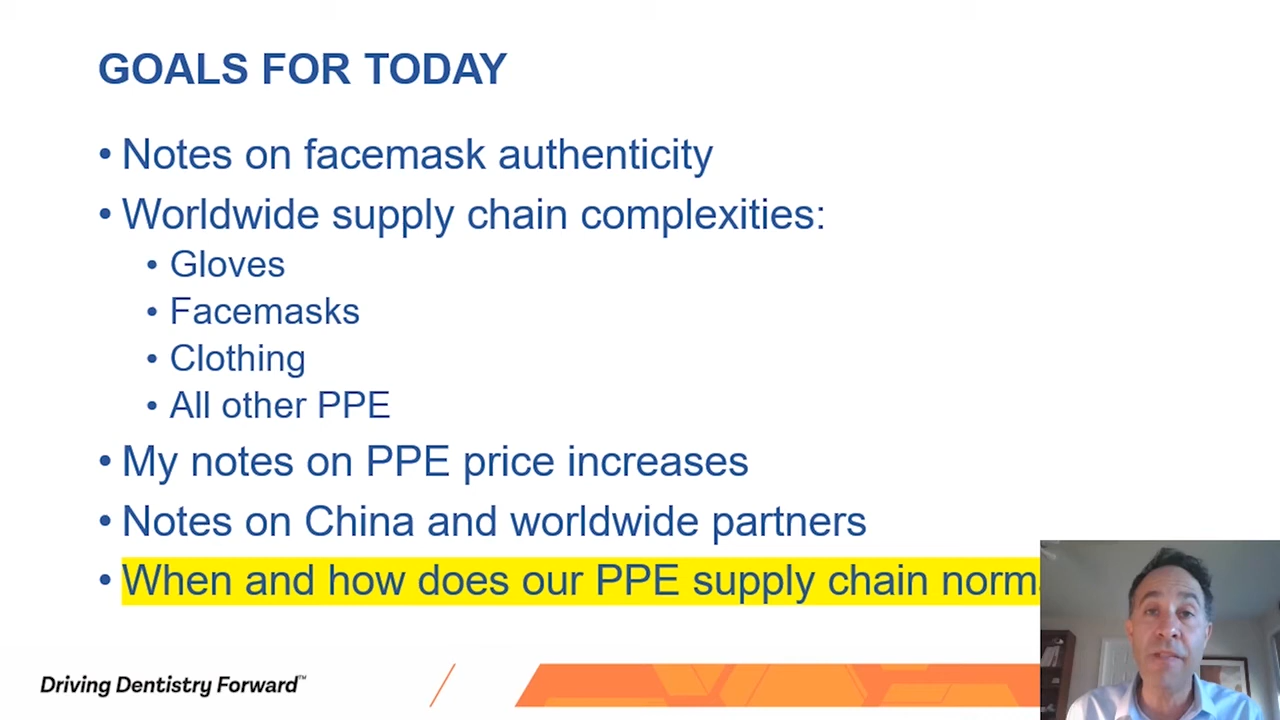 GOALS FOR TODAY
• Notes on facemask authenticity
• Worldwide supply chain complexities:
• Gloves
• Facemasks
• Clothing
• All other PPE
• My notes on PPE price increases
• Notes on China and worldwide partners
• When and how does our PPE supply chain
Driving Dentistry Forward™